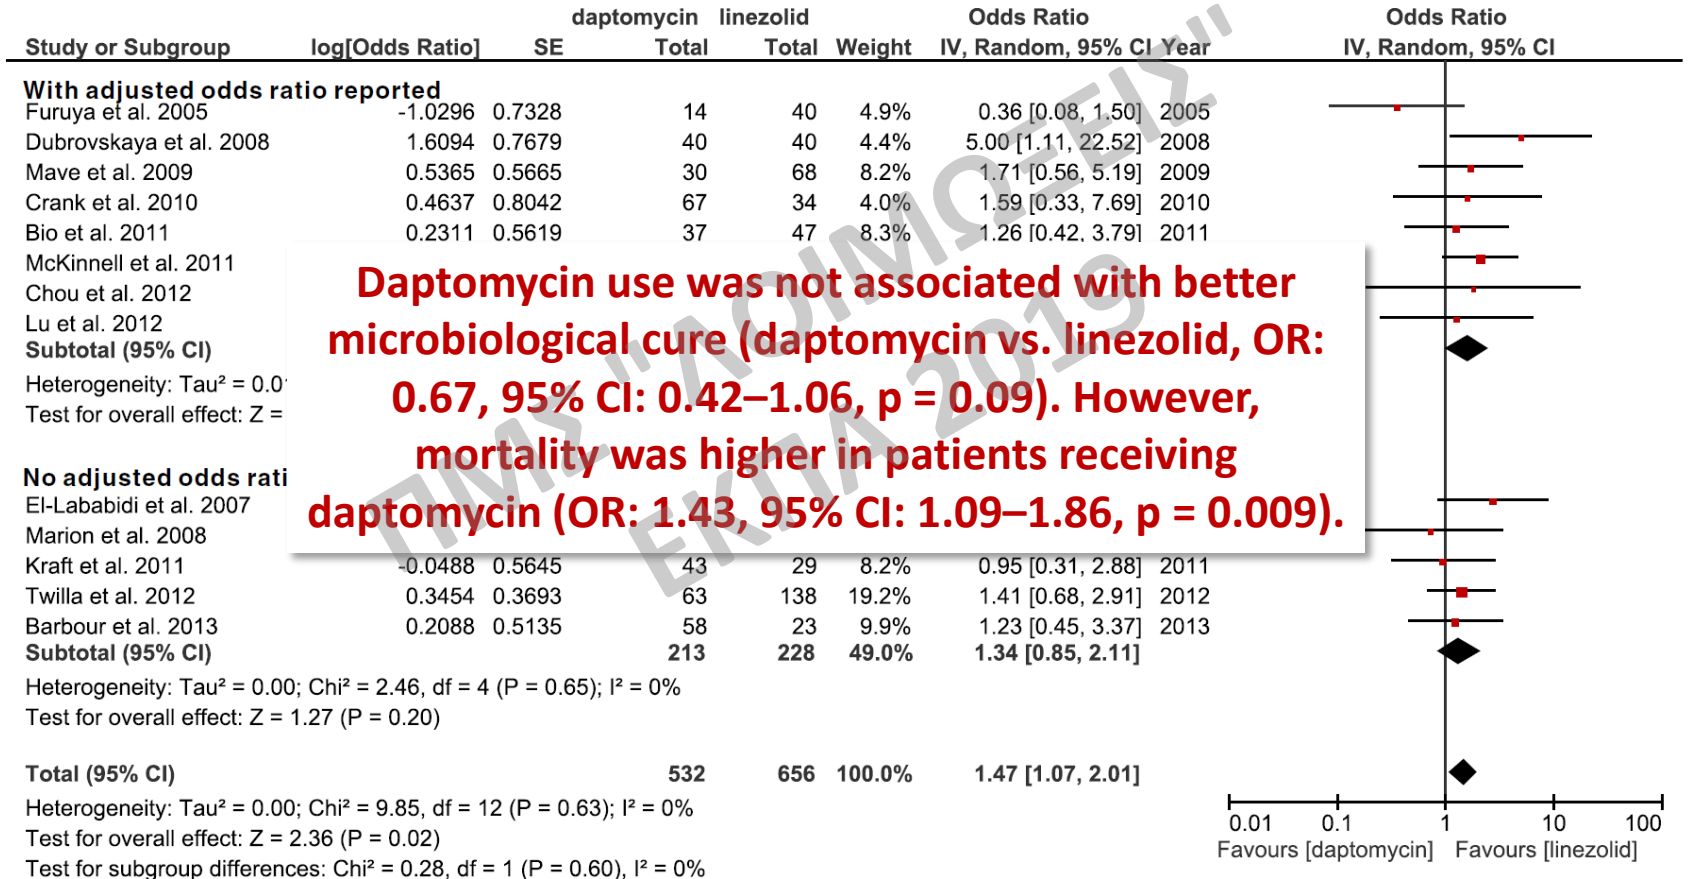 daptomycin linezolid Odds Ratio Odds Ratio
Study or Subgroup log[Odds Ratio] SE Total Total Weight IV, Random, 95% CI Year IV, Random, 95% CI
With adjusted odds ratio reported
Furuya et al. 2005 -1.0296 0.7328 14 40 4.9% 0.36 [0.08, 1.50] 2005
Dubrovskaya et al. 2008 1.6094 0.7679 40 40 4.4% 5.00 [1.11, 22.52] 2008
Mave et al. 2009 0.5365 0.5665 30 68 8.2% 1.71 [0.56, 5.19] 2009
Crank et al. 2010 0.4637 0.8042 67 34 4.0% 1.59 [0.33, 7.69] 2010
Bio et al. 2011 0.2311 0.5619 37 47 8.3% 1.26 [0.42, 3.79] 2011
McKinnell et al. 2011
Chou et al. 2012
Lu et al. 2012
Subtotal (95% CI)
Heterogeneity: Tau² = 0.0
Test for overall effect: Z =
Daptomycin use was not associated with better
microbiological cure (daptomycin vs. linezolid, OR:
0.67, 95% CI: 0.42–1.06, p = 0.09). However,
mortality was higher in patients receiving
daptomycin (OR: 1.43, 95% CI: 1.09–1.86, p = 0.009).
ΠΜΣ "ΛΟΙΜΩΞΕΙΣ"
ΕΚΠΑ 2019
No adjusted odds rati
El-Lababidi et al. 2007
Marion et al. 2008
Kraft et al. 2011 -0.0488 0.5645 43 29 8.2% 0.95 [0.31, 2.88] 2011
Twilla et al. 2012 0.3454 0.3693 63 138 19.2% 1.41 [0.68, 2.91] 2012
Barbour et al. 2013 0.2088 0.5135 58 23 9.9% 1.23 [0.45, 3.37] 2013
Subtotal (95% CI) 213 228 49.0% 1.34 [0.85, 2.11]
Heterogeneity: Tau² = 0.00; Chi² = 2.46, df = 4 (P = 0.65); I² = 0%
Test for overall effect: Z = 1.27 (P = 0.20)
Total (95% CI) 532 656 100.0% 1.47 [1.07, 2.01]
Heterogeneity: Tau² = 0.00; Chi² = 9.85, df = 12 (P = 0.63); I² = 0%
Test for overall effect: Z = 2.36 (P = 0.02)
Test for subgroup differences: Chi² = 0.28, df = 1 (P = 0.60), I² = 0%
0.01 0.1 1 10 100
Favours [daptomycin] Favours [linezolid]